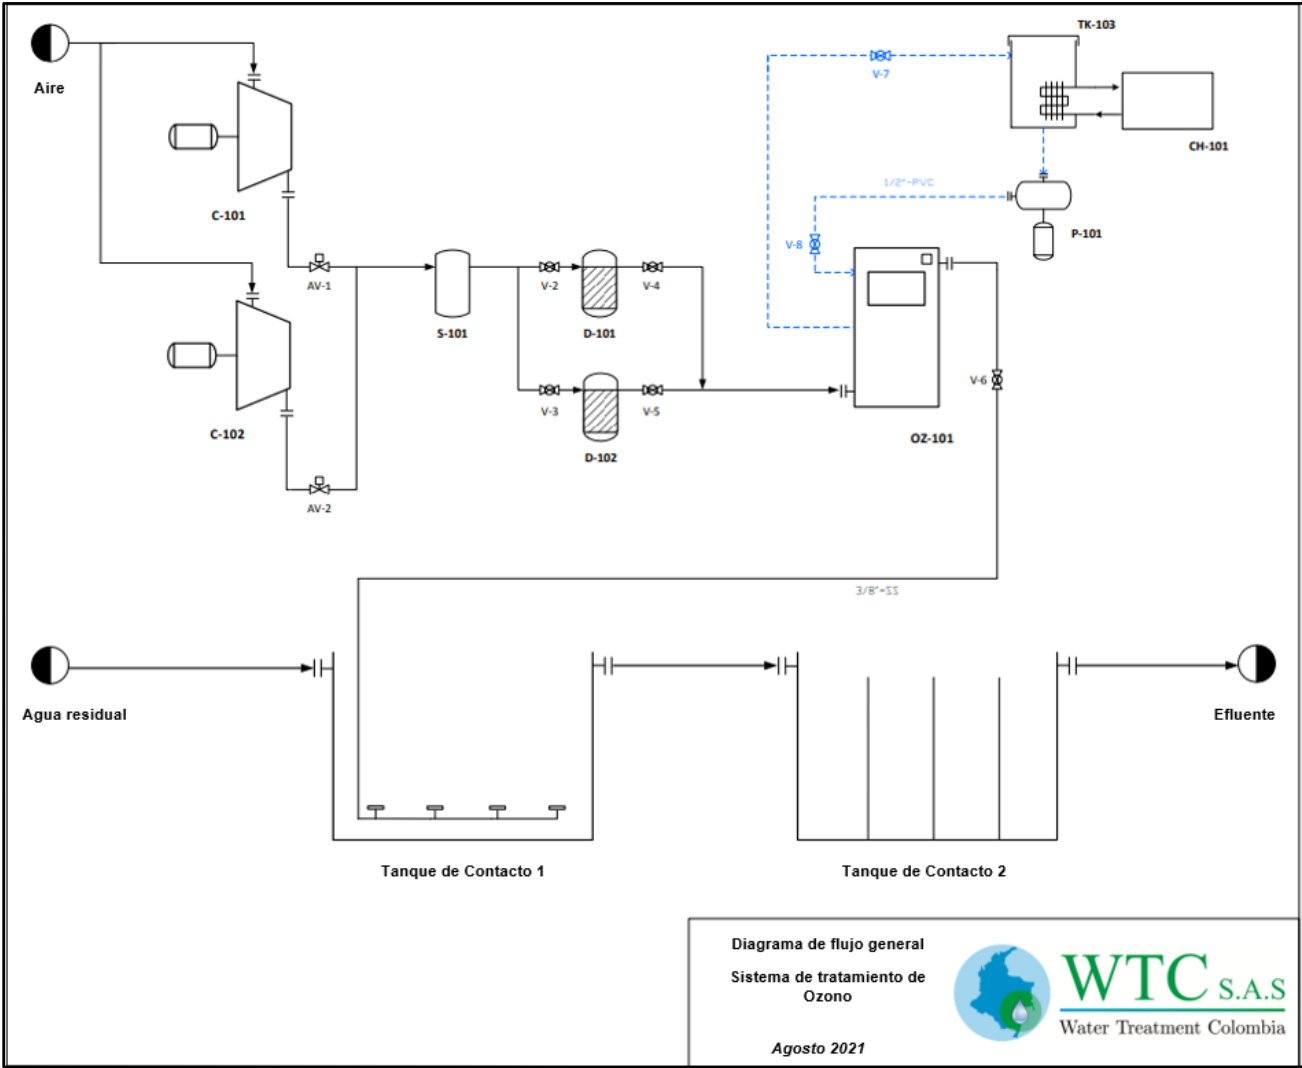 TK-103
Aire
V-7
CH-101
1/2"-PVC
C-101
P-101
V-8
AV-1
V-2
V-4
S-101
D-101
V-6
V-3
V-5
C-102
OZ-101
D-102
AV-2
3/8"-SS
Agua residual
Efluente
Tanque de Contacto 1
Tanque de Contacto 2
Diagrama de flujo general
Sistema de tratamiento de
Ozono
Agosto 2021
WTC S.A.S
Water Treatment Colombia